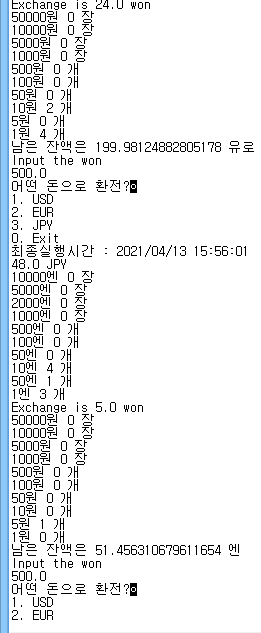 Exchange is 24.0 won
50000원 0 장
10000원 0 장
5000원 0 장
1000원 0 장
500원 0 개
100원 0 개
50원 0 개
10원 2 개
5원 0 개
1원 4 개
남은 잔액은 199.98124882805178 유로
Input the won
500.0
어떤 돈으로 환전?
1. USD
2. EUR
3. JPY
0. Exit
최종실행시간 : 2021/04/13 15:56:01
48.0 JPY
10000엔 0 장
5000엔 0 장
2000엔 0 장
1000엔 0 장
500엔 0 개
100엔 0 개
50엔 0 개
10엔 4 개
50엔 1 개
1엔 3 개
Exchange is 5.0 won
50000원 0 장
10000원 0 장
5000원 0 장
1000원 0 장
500원 0 개
100원 0 개
50원 0 개
10원 0 개
5원 1 개
1원 0 개
남은 잔액은 51.456310679611654 엔
Input the won
500.0
어떤 돈으로 환전?
1. USD
2. EUR